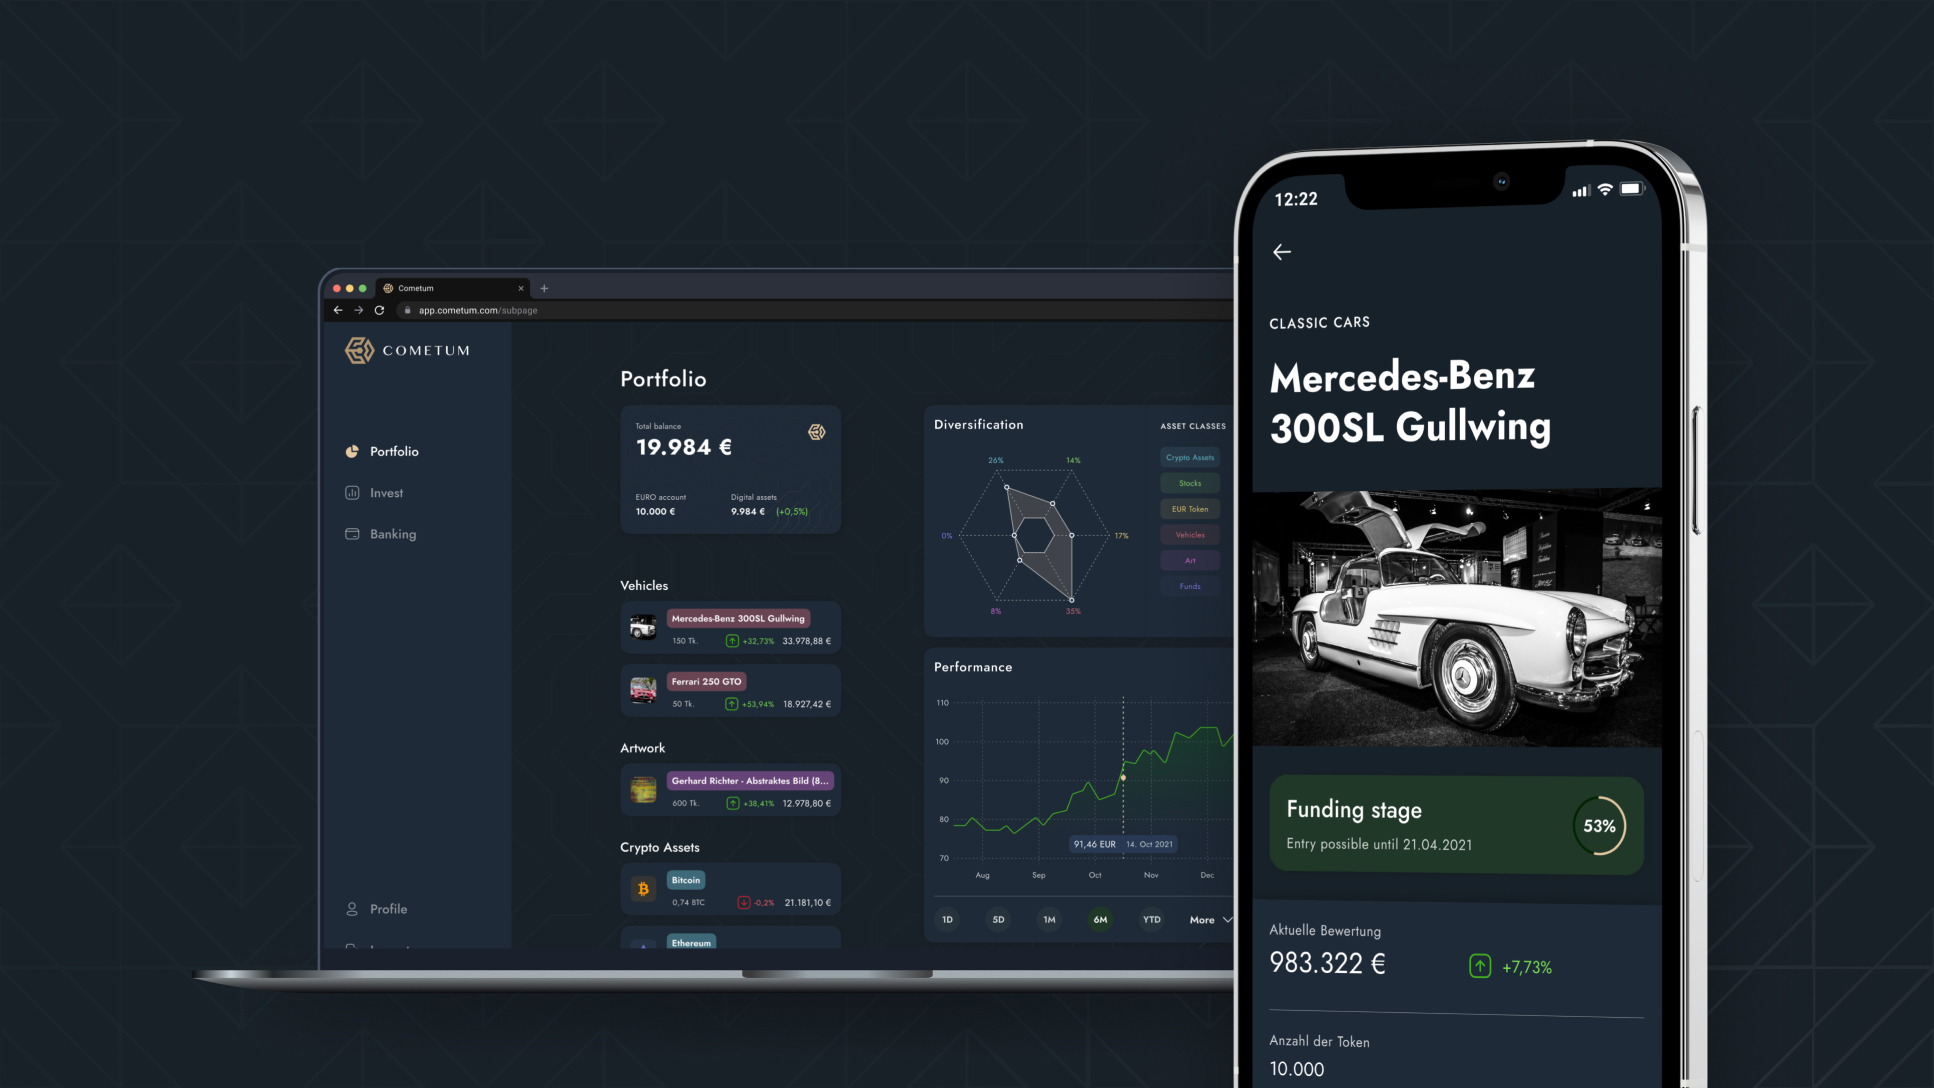 Cometum
app.cometum.com/subpage
COMETUM
Portfolio
Invest
Banking
Profile
Portfolio
Total balance
19.984 €
EURO account
10.000 €
Digital assets
9.984 € (+0,5%)
Vehicles
Mercedes-Benz 300SL Gullwing
150 Tk. +32,73% 33.978,88 €
Ferrari 250 GTO
50 Tk. +53,94% 18.927,42 €
Artwork
Gerhard Richter - Abstraktes Bild (8...
600 Tk. +38,41% 12.978,80 €
Crypto Assets
Bitcoin
0,74 BTC -0,2% 21.181,10 €
Ethereum
Diversification
26%
14%
0%
17%
8%
35%
ASSET CLASSES
Crypto Assets
Stocks
EUR Token
Vehicles
Art
Funds
Performance
110
100
90
80
70
91,46 EUR 14. Oct 2021
Aug Sep Oct Nov Dec
1D 5D 1M 6M YTD More
12:22
CLASSIC CARS
Mercedes-Benz
300SL Gullwing
Funding stage
Entry possible until 21.04.2021
53%
Aktuelle Bewertung
983.322 € +7,73%
Anzahl der Token
10.000